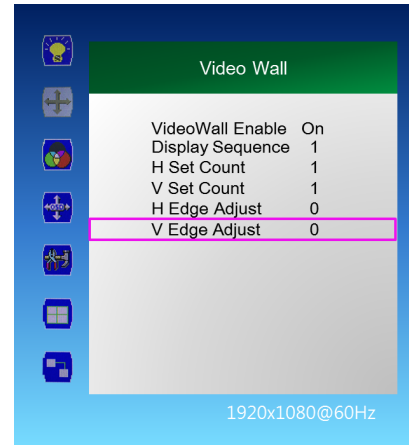 Video Wall
VideoWall Enable On
Display Sequence 1
H Set Count 1
V Set Count 1
H Edge Adjust 0
V Edge Adjust 0
1920x1080@60Hz